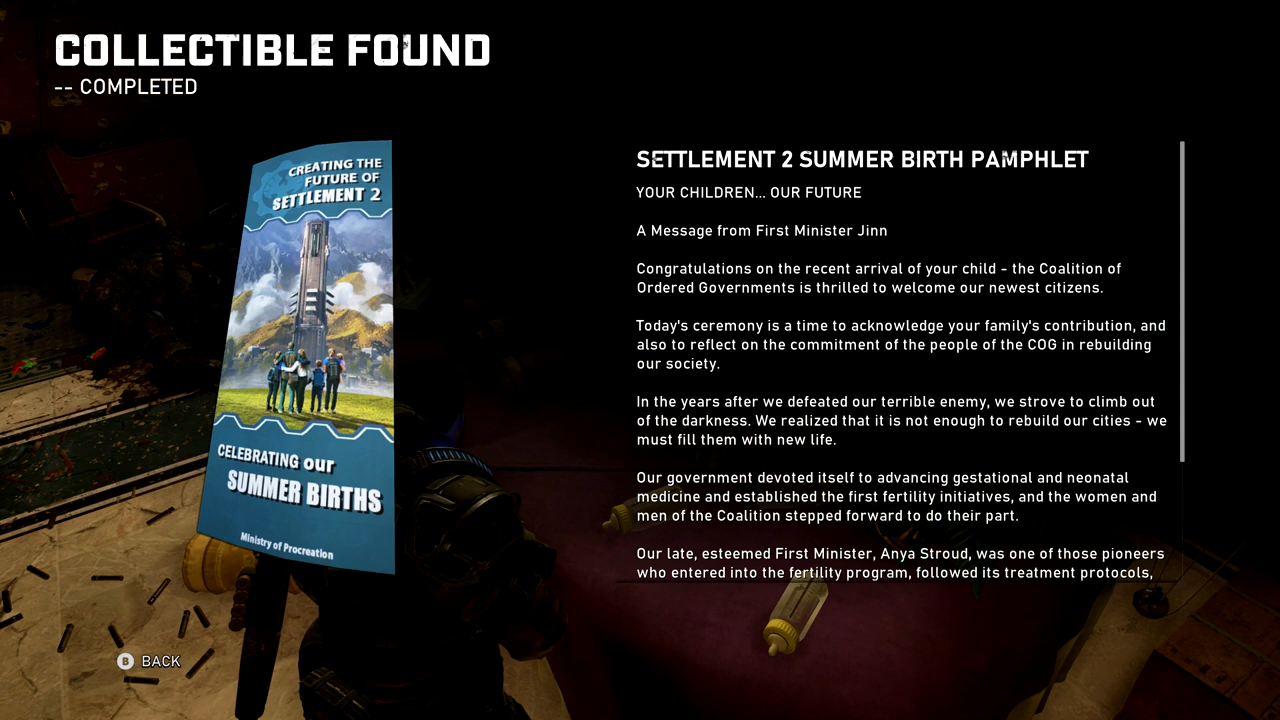 COLLECTIBLE FOUND
-- COMPLETED
CREATING THE
FUTURE OF
SETTLEMENT 2
CELEBRATING our
SUMMER BIRTHS
Ministry of Procreation
SETTLEMENT 2 SUMMER BIRTH PAMPHLET
YOUR CHILDREN... OUR FUTURE
A Message from First Minister Jinn
Congratulations on the recent arrival of your child - the Coalition of
Ordered Governments is thrilled to welcome our newest citizens.
Today's ceremony is a time to acknowledge your family's contribution, and
also to reflect on the commitment of the people of the COG in rebuilding
our society.
In the years after we defeated our terrible enemy, we strove to climb out
of the darkness. We realized that it is not enough to rebuild our cities - we
must fill them with new life.
Our government devoted itself to advancing gestational and neonatal
medicine and established the first fertility initiatives, and the women and
men of the Coalition stepped forward to do their part.
Our late, esteemed First Minister, Anya Stroud, was one of those pioneers
who entered into the fertility program, followed its treatment protocols,
B BACK